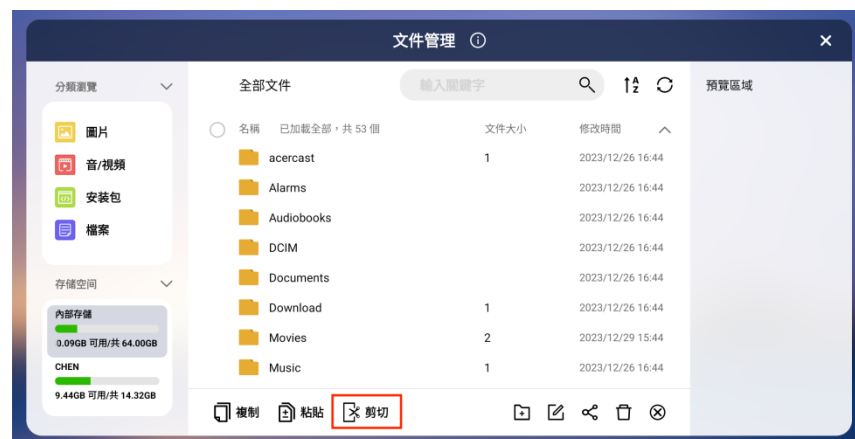 文件管理
分類瀏覽
圖片
音/視頻
安装包
檔案
存儲空间
內部存儲
0.09GB 可用/共 64.00GB
CHEN
9.44GB 可用/共 14.32GB
全部文件
輸入關鍵字
名稱 已加載全部，共 53 個 文件大小 修改時間
acercast 1 2023/12/26 16:44
Alarms 2023/12/26 16:44
Audiobooks 2023/12/26 16:44
DCIM 2023/12/26 16:44
Documents 2023/12/26 16:44
Download 1 2023/12/26 16:44
Movies 2 2023/12/29 15:44
Music 1 2023/12/26 16:44
複制 粘貼 剪切
預覽區域